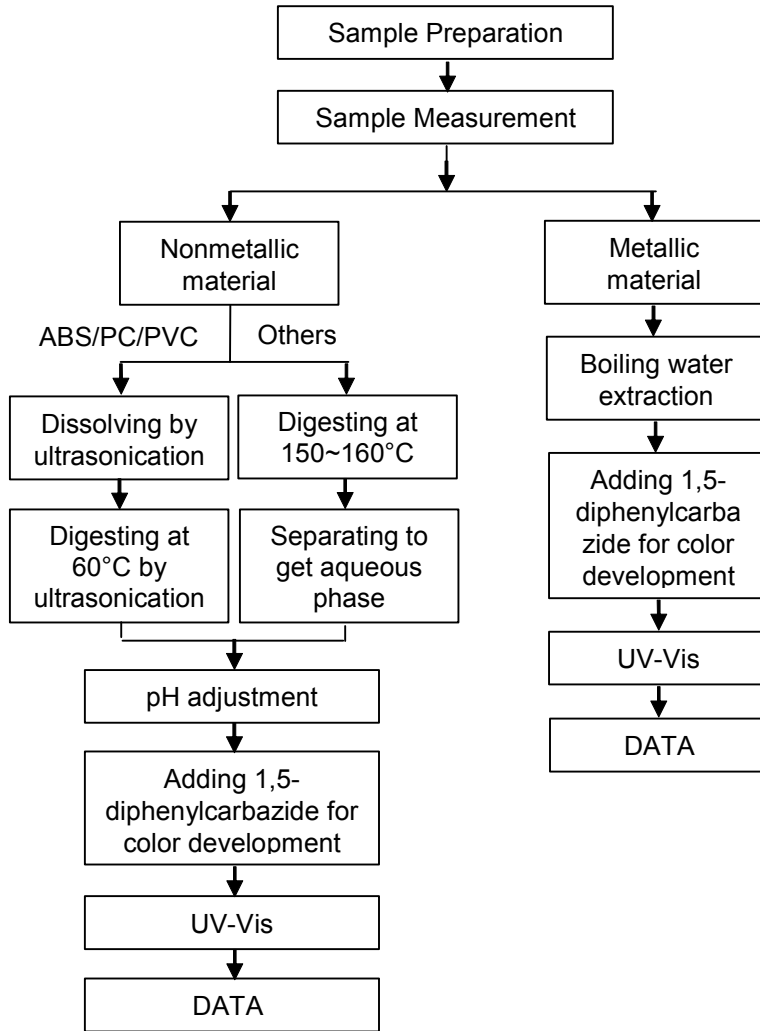 Sample Preparation
Sample Measurement
Nonmetallic
material
ABS/PC/PVC
Others
Dissolving by
ultrasonication
Digesting at
150~160°C
Digesting at
60°C by
ultrasonication
Separating to
get aqueous
phase
pH adjustment
Adding 1,5-
diphenylcarbazide for
color development
UV-Vis
DATA
Metallic
material
Boiling water
extraction
Adding 1,5-
diphenylcarba
zide for color
development
UV-Vis
DATA